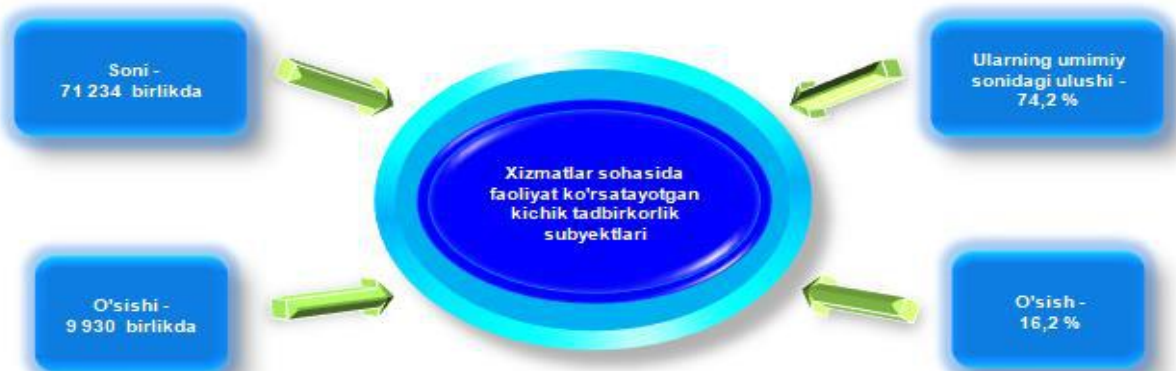 Soni -
71 234 birlikda
Ularning umimiy
sonidagi ulushi -
74,2 %
Xizmatlar sohasida
faoliyat ko'rsatayotgan
kichik tadbirkorlik
subyektlari
O'sishi -
9 930 birlikda
O'sish -
16,2 %